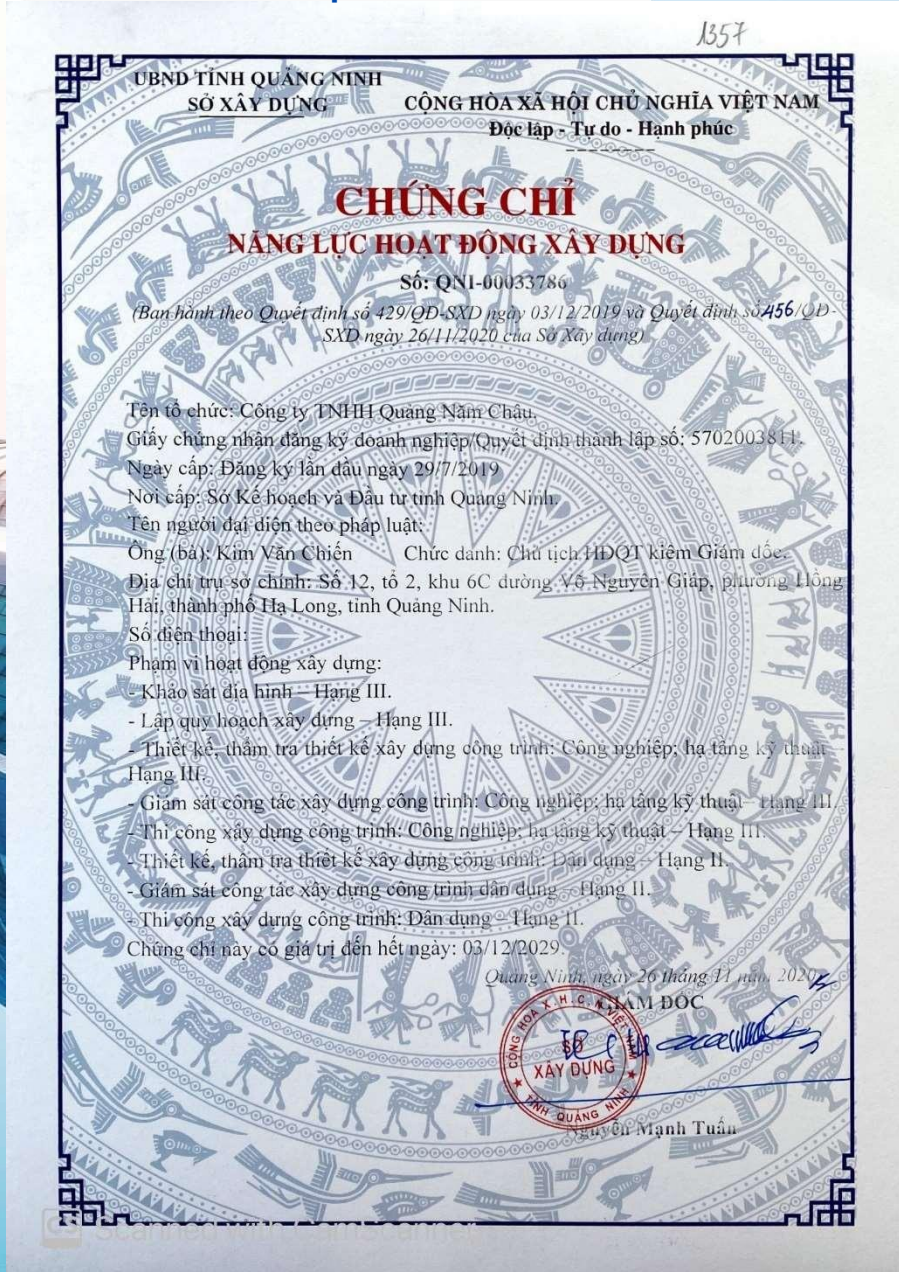 1357
UBND TỈNH QUẢNG NINH
SỞ XÂY DỰNG
CỘNG HÒA XÃ HỘI CHỦ NGHĨA VIỆT NAM
Độc lập - Tự do - Hạnh phúc
CHỨNG CHỈ
NĂNG LỰC HOẠT ĐỘNG XÂY DỰNG
Số: QNI-00033786
(Ban hành theo Quyết định số 429/QĐ-SXD ngày 03/12/2019 và Quyết định số 456/QĐ-
SXD ngày 26/11/2020 của Sở Xây dựng)
Tên tổ chức: Công ty TNHH Quảng Năm Châu.
Giấy chứng nhận đăng ký doanh nghiệp/Quyết định thành lập số: 5702003811.
Ngày cấp: Đăng ký lần đầu ngày 29/7/2019
Nơi cấp: Sở Kế hoạch và Đầu tư tỉnh Quảng Ninh.
Tên người đại diện theo pháp luật:
Ông (bà): Kim Văn Chiến Chức danh: Chủ tịch HĐQT kiêm Giám đốc.
Địa chỉ trụ sở chính: Số 12, tổ 2, khu 6C đường Võ Nguyên Giáp, phường Hồng
Hải, thành phố Hạ Long, tỉnh Quảng Ninh.
Số điện thoại:
Phạm vi hoạt động xây dựng:
- Khảo sát địa hình – Hạng III.
- Lập quy hoạch xây dựng – Hạng III.
- Thiết kế, thẩm tra thiết kế xây dựng công trình: Công nghiệp; hạ tầng kỹ thuật –
Hạng III.
- Giám sát công tác xây dựng công trình: Công nghiệp; hạ tầng kỹ thuật – Hạng III.
- Thi công xây dựng công trình: Công nghiệp; hạ tầng kỹ thuật – Hạng III.
- Thiết kế, thẩm tra thiết kế xây dựng công trình: Dân dụng – Hạng II.
- Giám sát công tác xây dựng công trình dân dụng – Hạng II.
- Thi công xây dựng công trình: Dân dụng – Hạng II.
Chứng chỉ này có giá trị đến hết ngày: 03/12/2029.
Quảng Ninh, ngày 26 tháng 11 năm 2020
GIÁM ĐỐC
CỘNG HÒA X.H.C.N VIỆT NAM
SỞ
XÂY DỰNG
TỈNH QUẢNG NINH
Nguyễn Mạnh Tuấn
CS Scanned with CamScanner